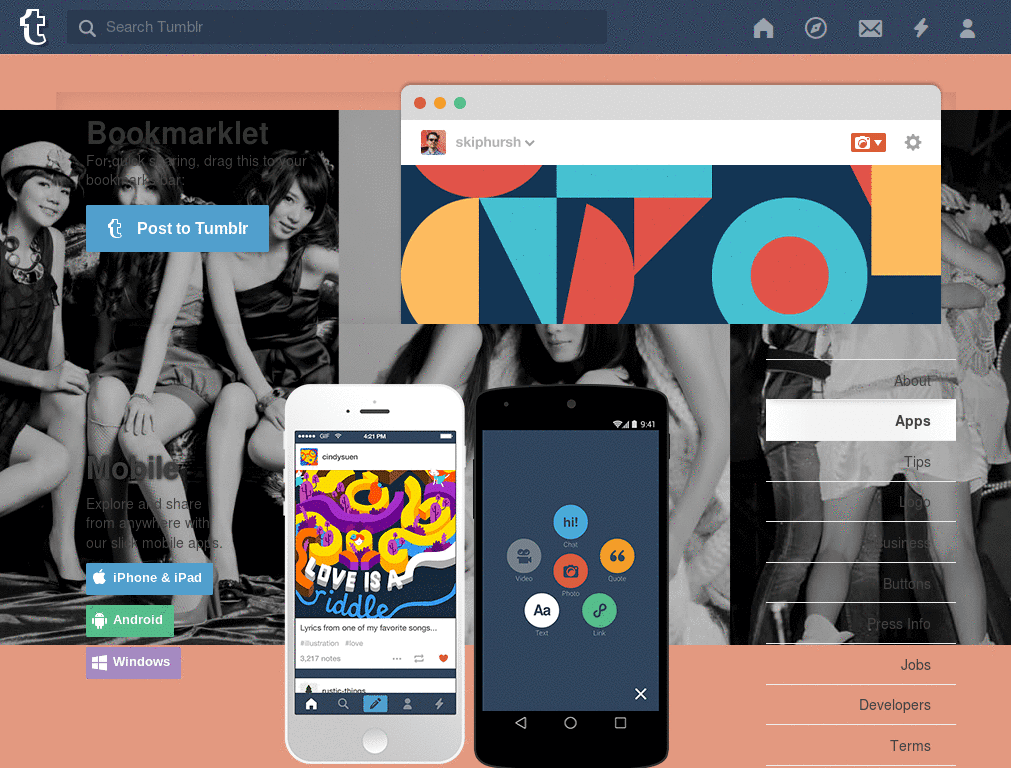 Search Tumblr
Bookmarklet
For quick sharing, drag this to your
bookmarks bar:
Post to Tumblr
skiphursh
Mobile
Explore and share
from anywhere with
our slick mobile apps.
iPhone & iPad
Android
Windows
GIF
4:21 PM
cindysuen
LOVE IS A
riddle
Lyrics from one of my favorite songs...
#illustration #love
3,217 notes
rustic-things
9:41
hi!
Chat
Video
Quote
Photo
Aa
Text
Link
About
Apps
Tips
Logo
Business
Buttons
Press Info
Jobs
Developers
Terms